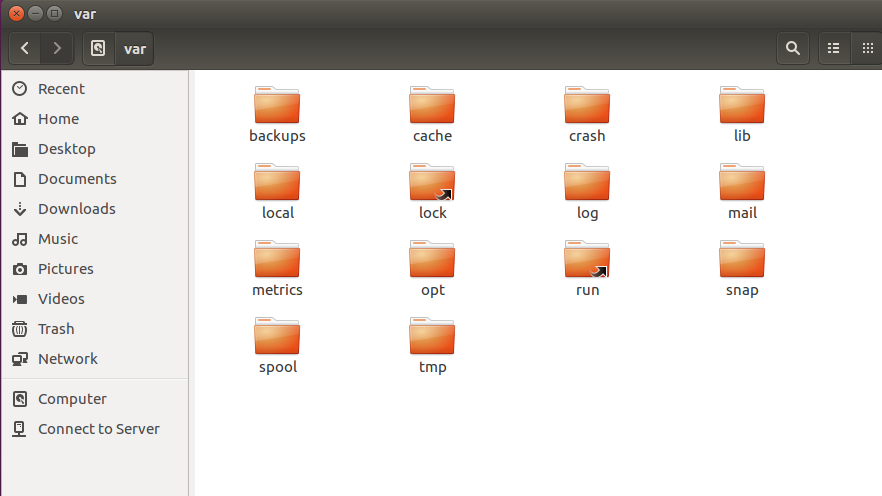 var
var
Recent
Home
Desktop
Documents
Downloads
Music
Pictures
Videos
Trash
Network
Computer
Connect to Server
backups cache crash lib
local lock log mail
metrics opt run snap
spool tmp